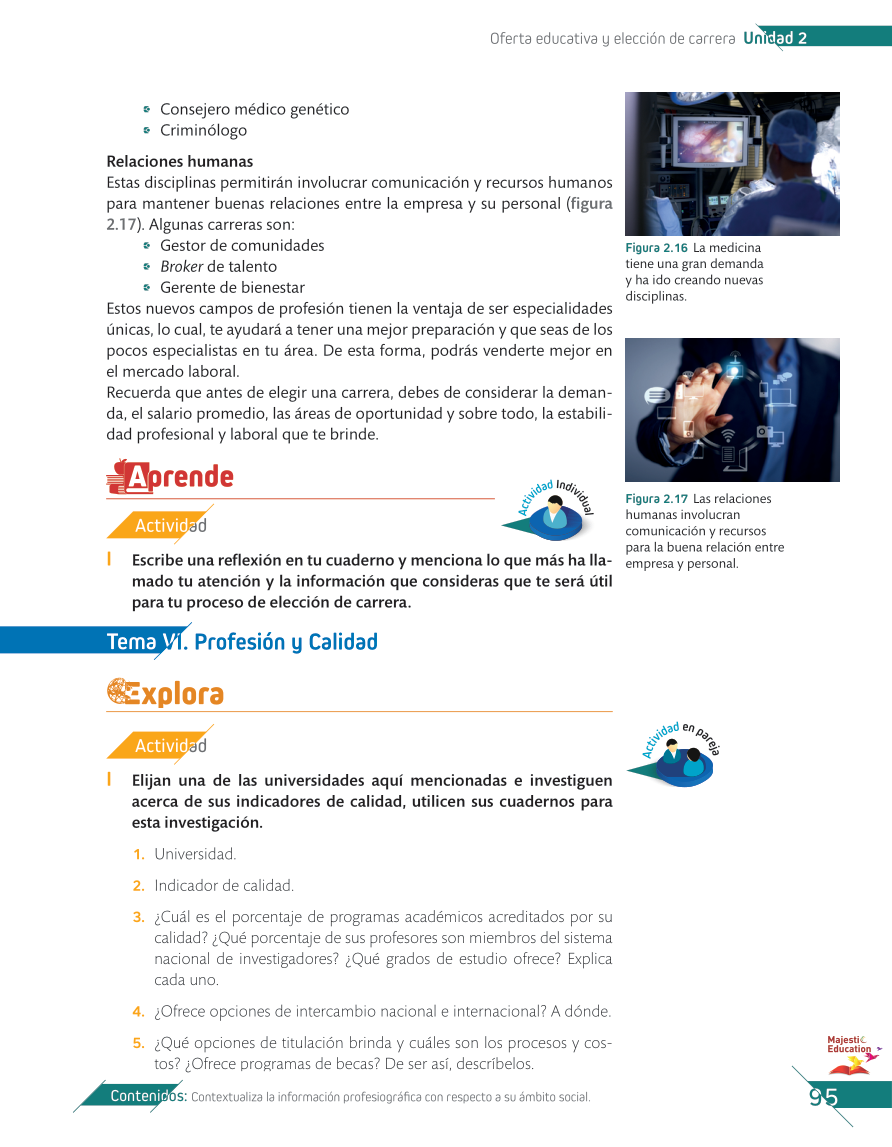 Oferta educativa y elección de carrera Unidad 2
Consejero médico genético
Criminólogo
Relaciones humanas
Estas disciplinas permitirán involucrar comunicación y recursos humanos
para mantener buenas relaciones entre la empresa y su personal (figura
2.17). Algunas carreras son:
Gestor de comunidades
Broker de talento
Gerente de bienestar
Estos nuevos campos de profesión tienen la ventaja de ser especialidades
únicas, lo cual, te ayudará a tener una mejor preparación y que seas de los
pocos especialistas en tu área. De esta forma, podrás venderte mejor en
el mercado laboral.
Recuerda que antes de elegir una carrera, debes de considerar la deman-
da, el salario promedio, las áreas de oportunidad y sobre todo, la estabili-
dad profesional y laboral que te brinde.
Figura 2.16 La medicina
tiene una gran demanda
y ha ido creando nuevas
disciplinas.
Figura 2.17 Las relaciones
humanas involucran
comunicación y recursos
para la buena relación entre
empresa y personal.
Aprende
Actividad Individual
Actividad
I Escribe una reflexión en tu cuaderno y menciona lo que más ha lla-
mado tu atención y la información que consideras que te será útil
para tu proceso de elección de carrera.
Tema VI. Profesión y Calidad
Explora
Actividad en pareja
Actividad
I Elijan una de las universidades aquí mencionadas e investiguen
acerca de sus indicadores de calidad, utilicen sus cuadernos para
esta investigación.
1. Universidad.
2. Indicador de calidad.
3. ¿Cuál es el porcentaje de programas académicos acreditados por su
calidad? ¿Qué porcentaje de sus profesores son miembros del sistema
nacional de investigadores? ¿Qué grados de estudio ofrece? Explica
cada uno.
4. ¿Ofrece opciones de intercambio nacional e internacional? A dónde.
5. ¿Qué opciones de titulación brinda y cuáles son los procesos y cos-
tos? ¿Ofrece programas de becas? De ser así, descríbelos.
Majestic
Education
Contenidos: Contextualiza la información profesiográfica con respecto a su ámbito social.
95